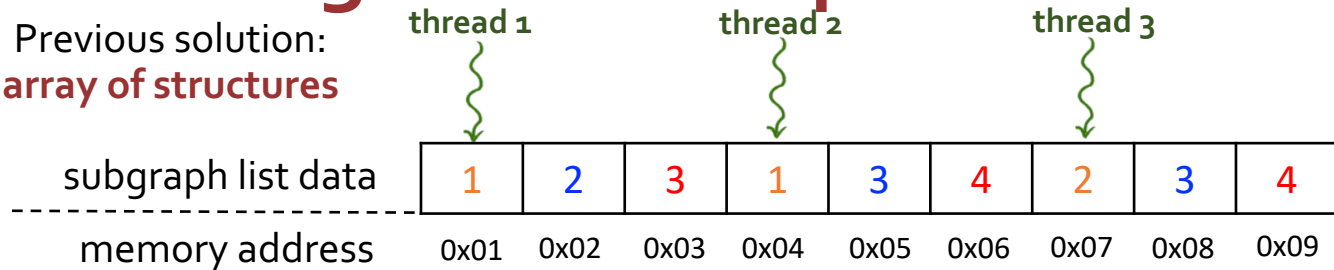 thread 1 thread 2 thread 3
Previous solution:
array of structures
subgraph list data 1 2 3 1 3 4 2 3 4
memory address 0x01 0x02 0x03 0x04 0x05 0x06 0x07 0x08 0x09